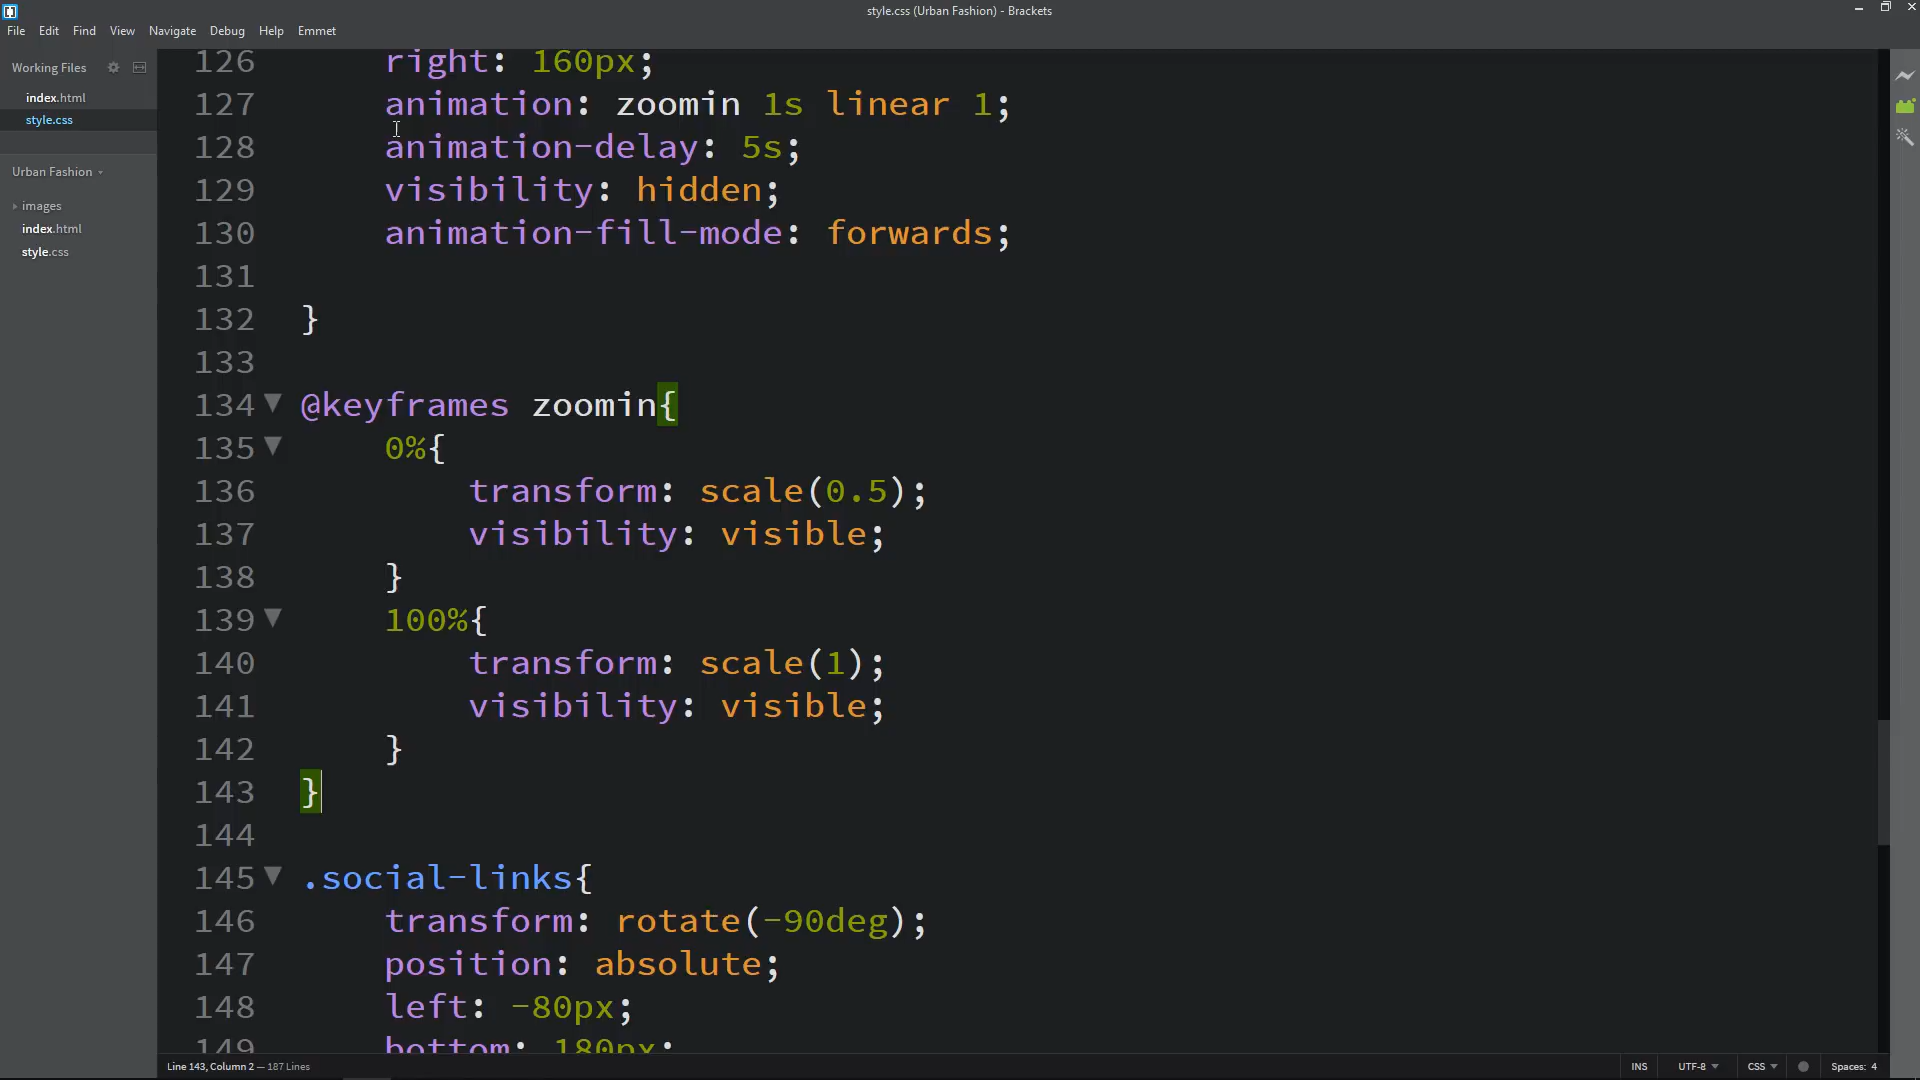 style.css (Urban Fashion) - Brackets
File Edit Find View Navigate Debug Help Emmet
Working Files
index.html
style.css
Urban Fashion
images
index.html
style.css
126 right: 160px;
127 animation: zoomin 1s linear 1;
128 animation-delay: 5s;
129 visibility: hidden;
130 animation-fill-mode: forwards;
131
132 }
133
134 @keyframes zoomin{
135 0%{
136 transform: scale(0.5);
137 visibility: visible;
138 }
139 100%{
140 transform: scale(1);
141 visibility: visible;
142 }
143 }
144
145 .social-links{
146 transform: rotate(-90deg);
147 position: absolute;
148 left: -80px;
149 bottom: 180px;
Line 143, Column 2 — 187 Lines
INS UTF-8 CSS Spaces: 4